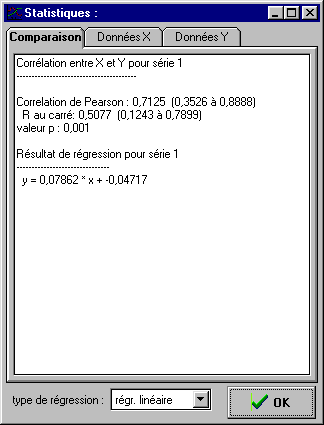 Statistiques :
Comparaison Données X Données Y
Corrélation entre X et Y pour série 1
--------------------------------------
Correlation de Pearson : 0,7125 (0,3526 à 0,8888)
R au carré: 0,5077 (0,1243 à 0,7899)
valeur p : 0,001
Résultat de régression pour série 1
------------------------------
y = 0,07862 * x + -0,04717
type de régression : régr. linéaire OK